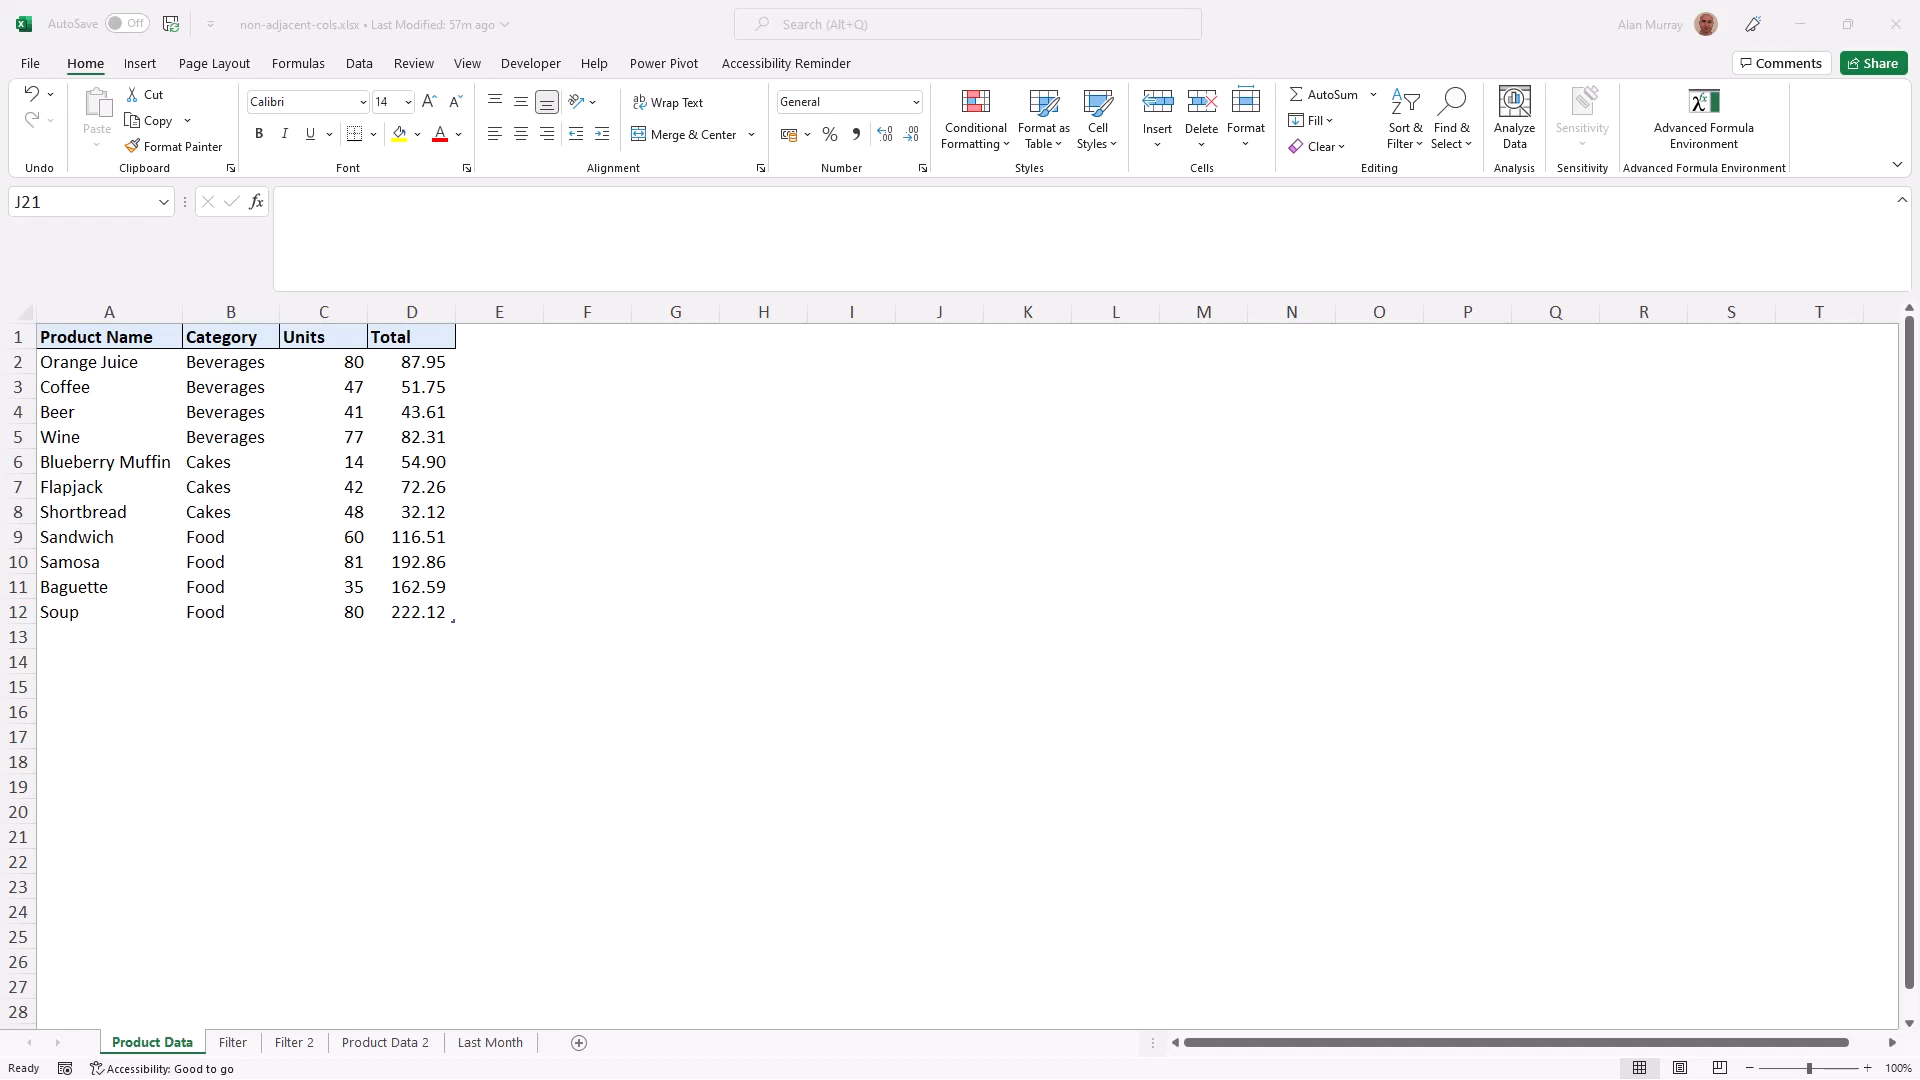 AutoSave Off non-adjacent-cols.xlsx • Last Modified: 57m ago Search (Alt+Q) Alan Murray
File Home Insert Page Layout Formulas Data Review View Developer Help Power Pivot Accessibility Reminder Comments Share
Cut Calibri 14 Wrap Text General AutoSum
Copy Fill
Paste Conditional Format as Cell Insert Delete Format Sort & Find & Analyze Sensitivity Advanced Formula
B I U Merge & Center % Formatting Table Styles Filter Select Data Environment
Format Painter Clear
Undo Clipboard Font Alignment Number Styles Cells Editing Analysis Sensitivity Advanced Formula Environment
J21 fx
A B C D E F G H I J K L M N O P Q R S T
1 Product Name Category Units Total
2 Orange Juice Beverages 80 87.95
3 Coffee Beverages 47 51.75
4 Beer Beverages 41 43.61
5 Wine Beverages 77 82.31
6 Blueberry Muffin Cakes 14 54.90
7 Flapjack Cakes 42 72.26
8 Shortbread Cakes 48 32.12
9 Sandwich Food 60 116.51
10 Samosa Food 81 192.86
11 Baguette Food 35 162.59
12 Soup Food 80 222.12
13
14
15
16
17
18
19
20
21
22
23
24
25
26
27
28
Product Data Filter Filter 2 Product Data 2 Last Month
Ready Accessibility: Good to go 100%